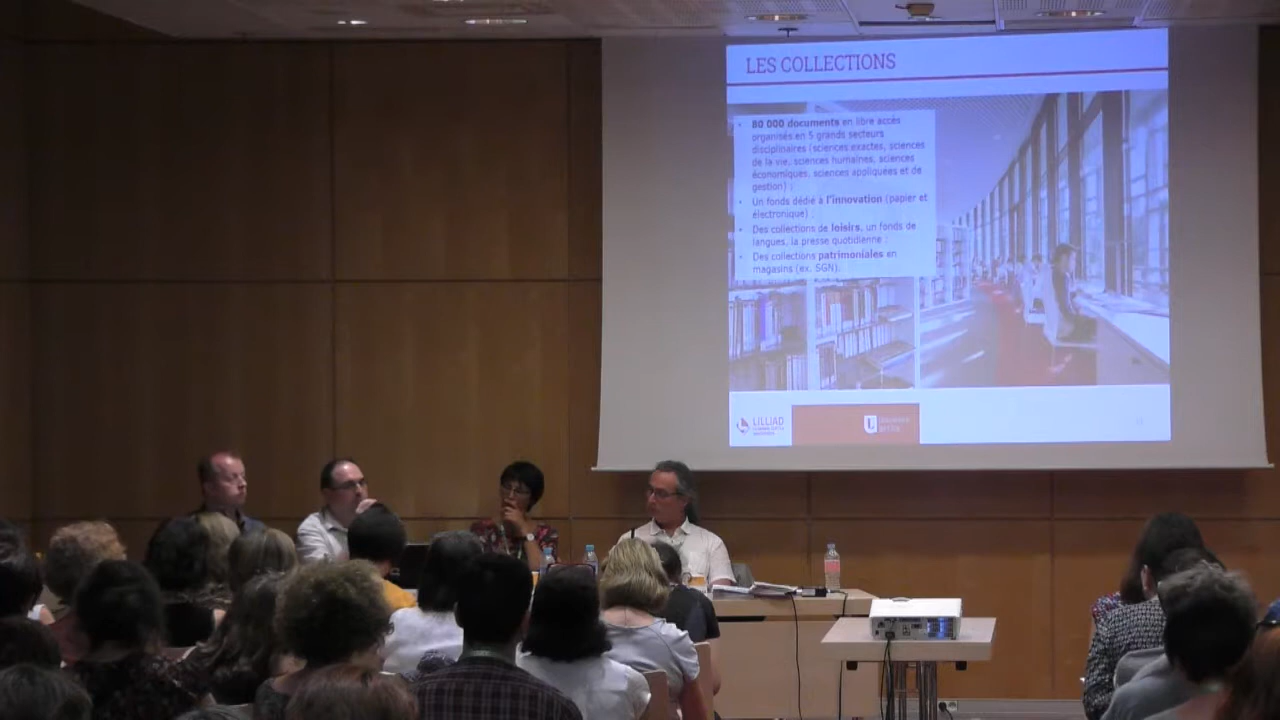 LES COLLECTIONS
• 80 000 documents en libre accès
organisés en 5 grands secteurs
disciplinaires (sciences exactes, sciences
de la vie, sciences humaines, sciences
économiques, sciences appliquées et de
gestion) ;
• Un fonds dédié à l'innovation (papier et
électronique) ;
• Des collections de loisirs, un fonds de
langues, la presse quotidienne ;
• Des collections patrimoniales en
magasins (ex. SGN).
LILLIAD